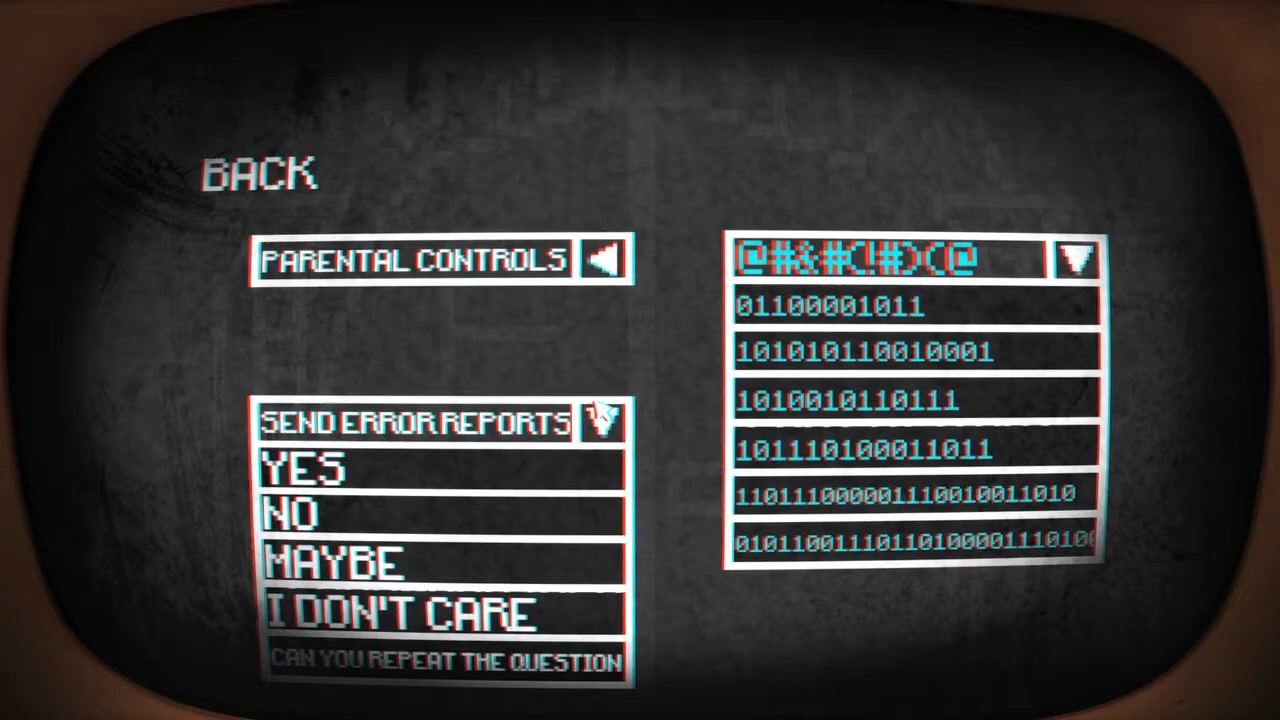 BACK
PARENTAL CONTROLS
SEND ERROR REPORTS
YES
NO
MAYBE
I DON'T CARE
CAN YOU REPEAT THE QUESTION
@#&#(!#)(@
01100001011
101010110010001
1010010110111
101110100011011
110111000001110010011010